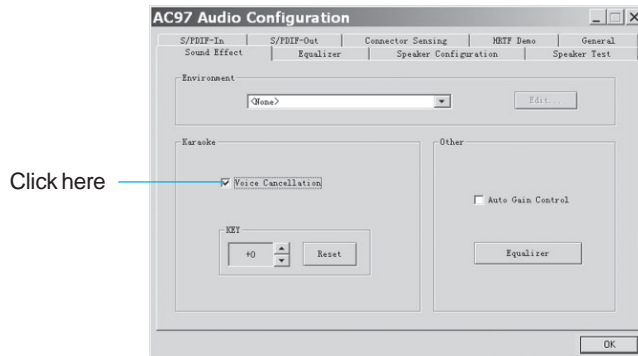 AC97 Audio Configuration
S/PDIF-In S/PDIF-Out Connector Sensing HRTF Demo General
Sound Effect Equalizer Speaker Configuration Speaker Test
Environment
<None> Edit...
Karaoke Other
Click here
Voice Cancellation
Auto Gain Control
KEY
+0 Reset Equalizer
OK